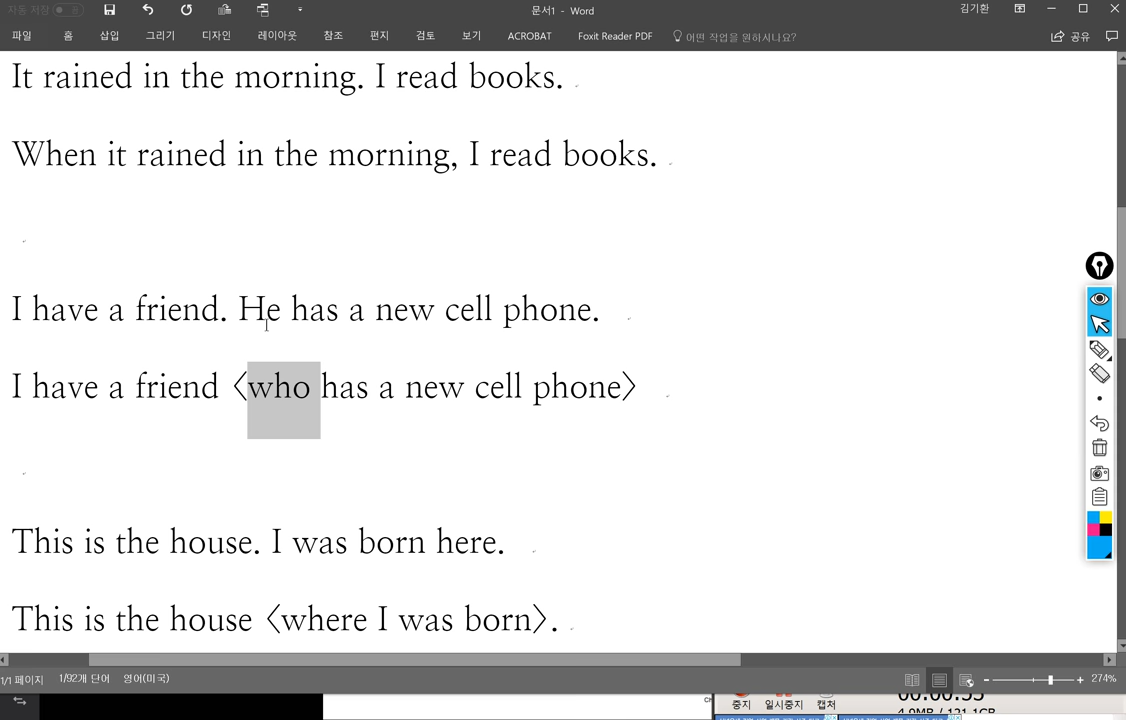 자동 저장
문서1 - Word
김기환
파일 홈 삽입 그리기 디자인 레이아웃 참조 편지 검토 보기 ACROBAT Foxit Reader PDF 어떤 작업을 원하시나요? 공유
It rained in the morning. I read books.
When it rained in the morning, I read books.
I have a friend. He has a new cell phone.
I have a friend 〈who has a new cell phone〉
This is the house. I was born here.
This is the house 〈where I was born〉.
1/1 페이지 1/92개 단어 영어(미국) 274%
중지 일시중지 캡처